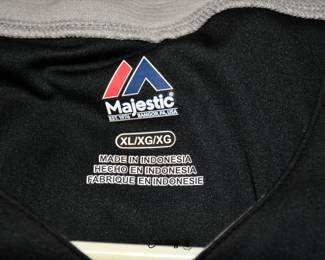 Majestic®
EST. 1976 BANGOR, PA, USA
XL/XG/XG
MADE IN INDONESIA
HECHO EN INDONESIA
FABRIQUE EN INDONESIE